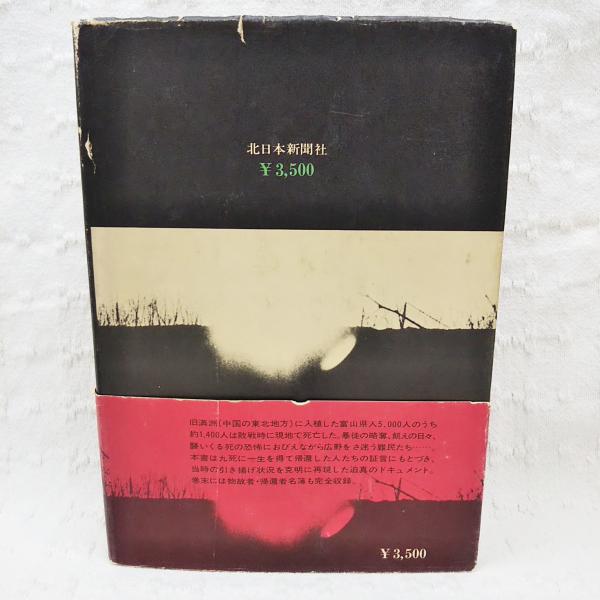 北日本新聞社
¥3,500
旧満洲(中国の東北地方)に入植した富山県人5,000人のうち
約1,400人は敗戦時に現地で死亡した。暴徒の略奪、飢えの日々、
襲いくる死の恐怖におびえながら広野をさ迷う難民たち……。
本書は九死に一生を得て帰還した人たちの証言にもとづき、
当時の引き揚げ状況を克明に再現した迫真のドキュメント。
巻末には物故者・帰還者名簿も完全収録。
¥3,500